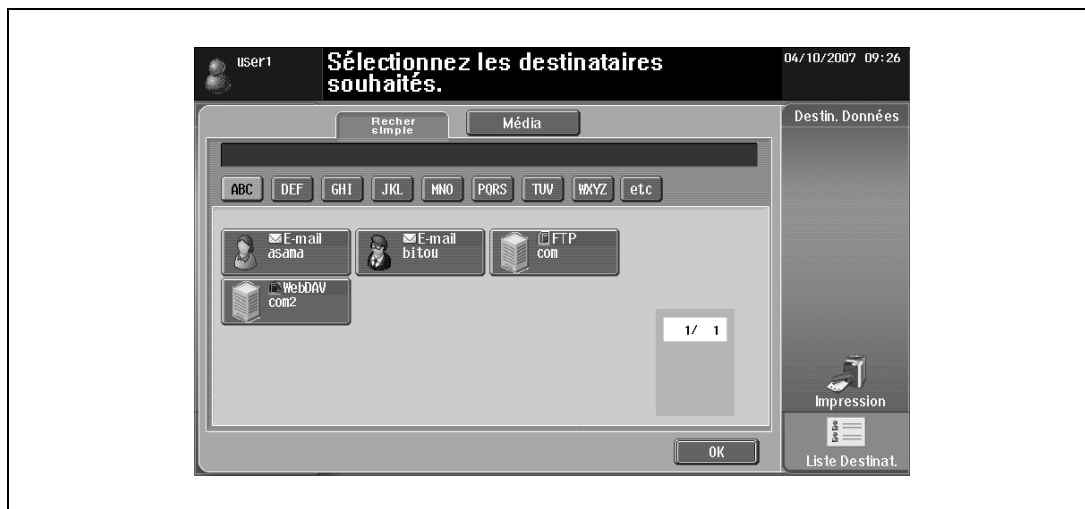 user1
Sélectionnez les destinataires
souhaités.
04/10/2007 09:26
Recher
simple
Média
Destin. Données
ABC DEF GHI JKL MNO PQRS TUV WXYZ etc
E-mail
asama
E-mail
bitou
FTP
com
WebDAV
com2
1/ 1
Impression
OK
Liste Destinat.